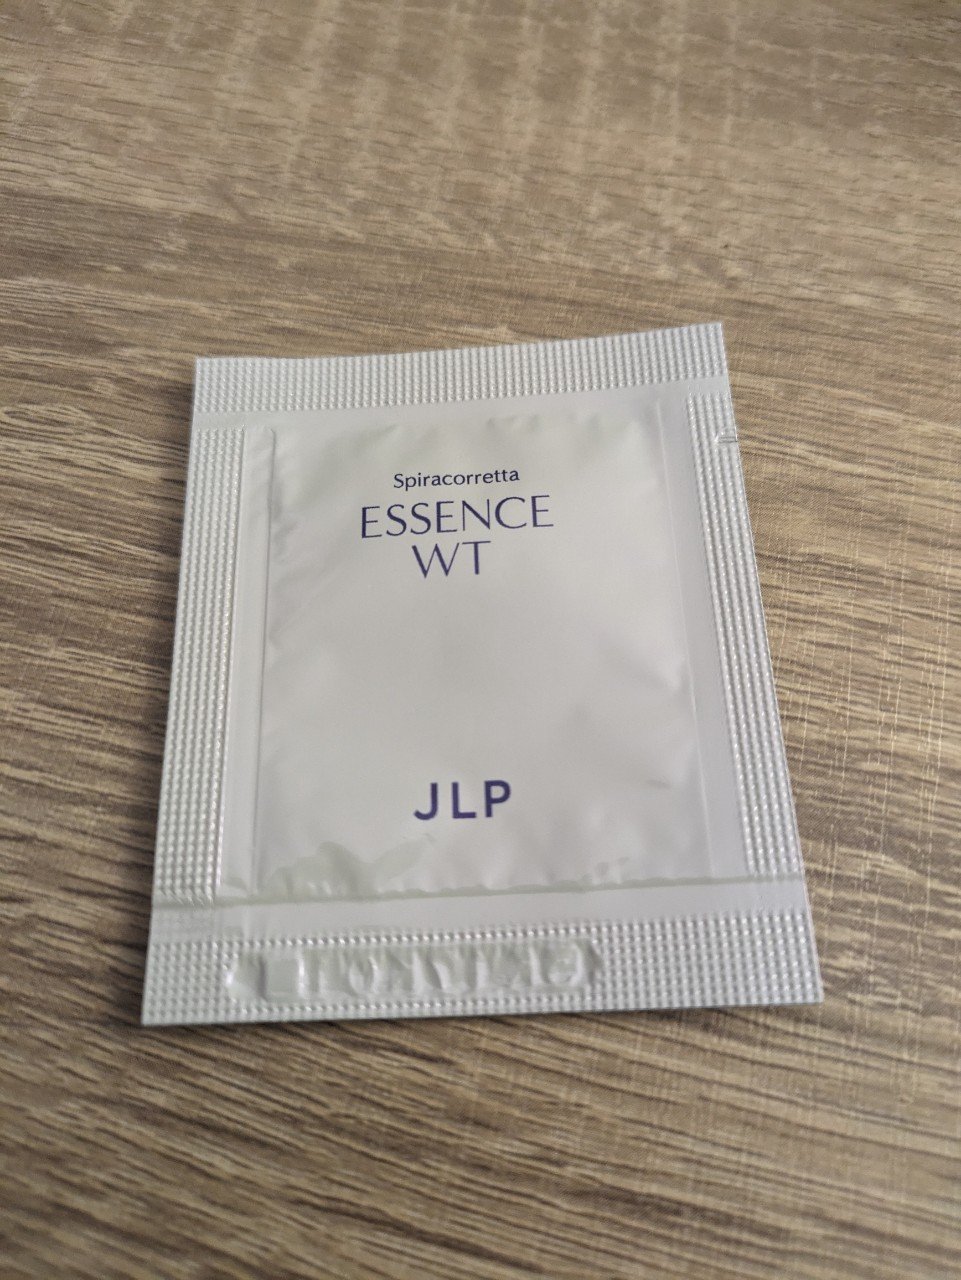 Spiracorretta
ESSENCE
WT
JLP